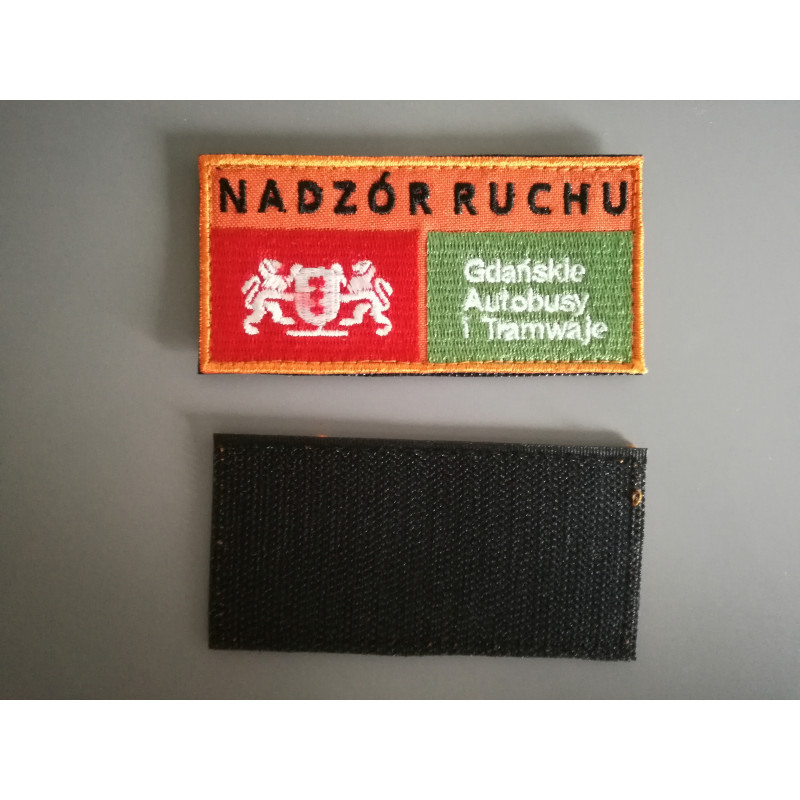 NADZÓR RUCHU
Gdańskie
Autobusy
i Tramwaje